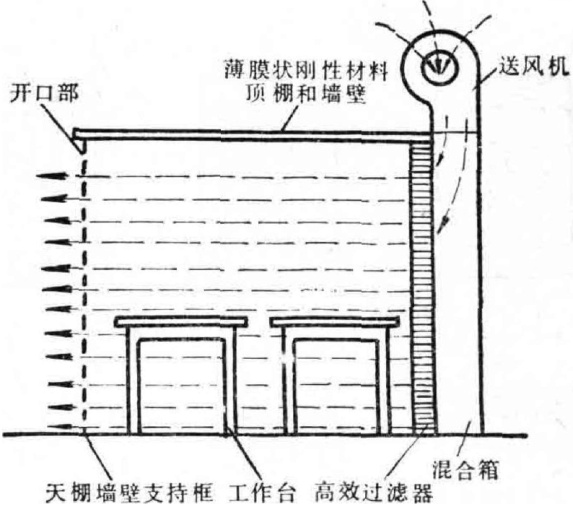 薄膜状刚性材料
顶棚和墙壁
送风机
开口部
混合箱
天棚墙壁支持框 工作台 高效过滤器